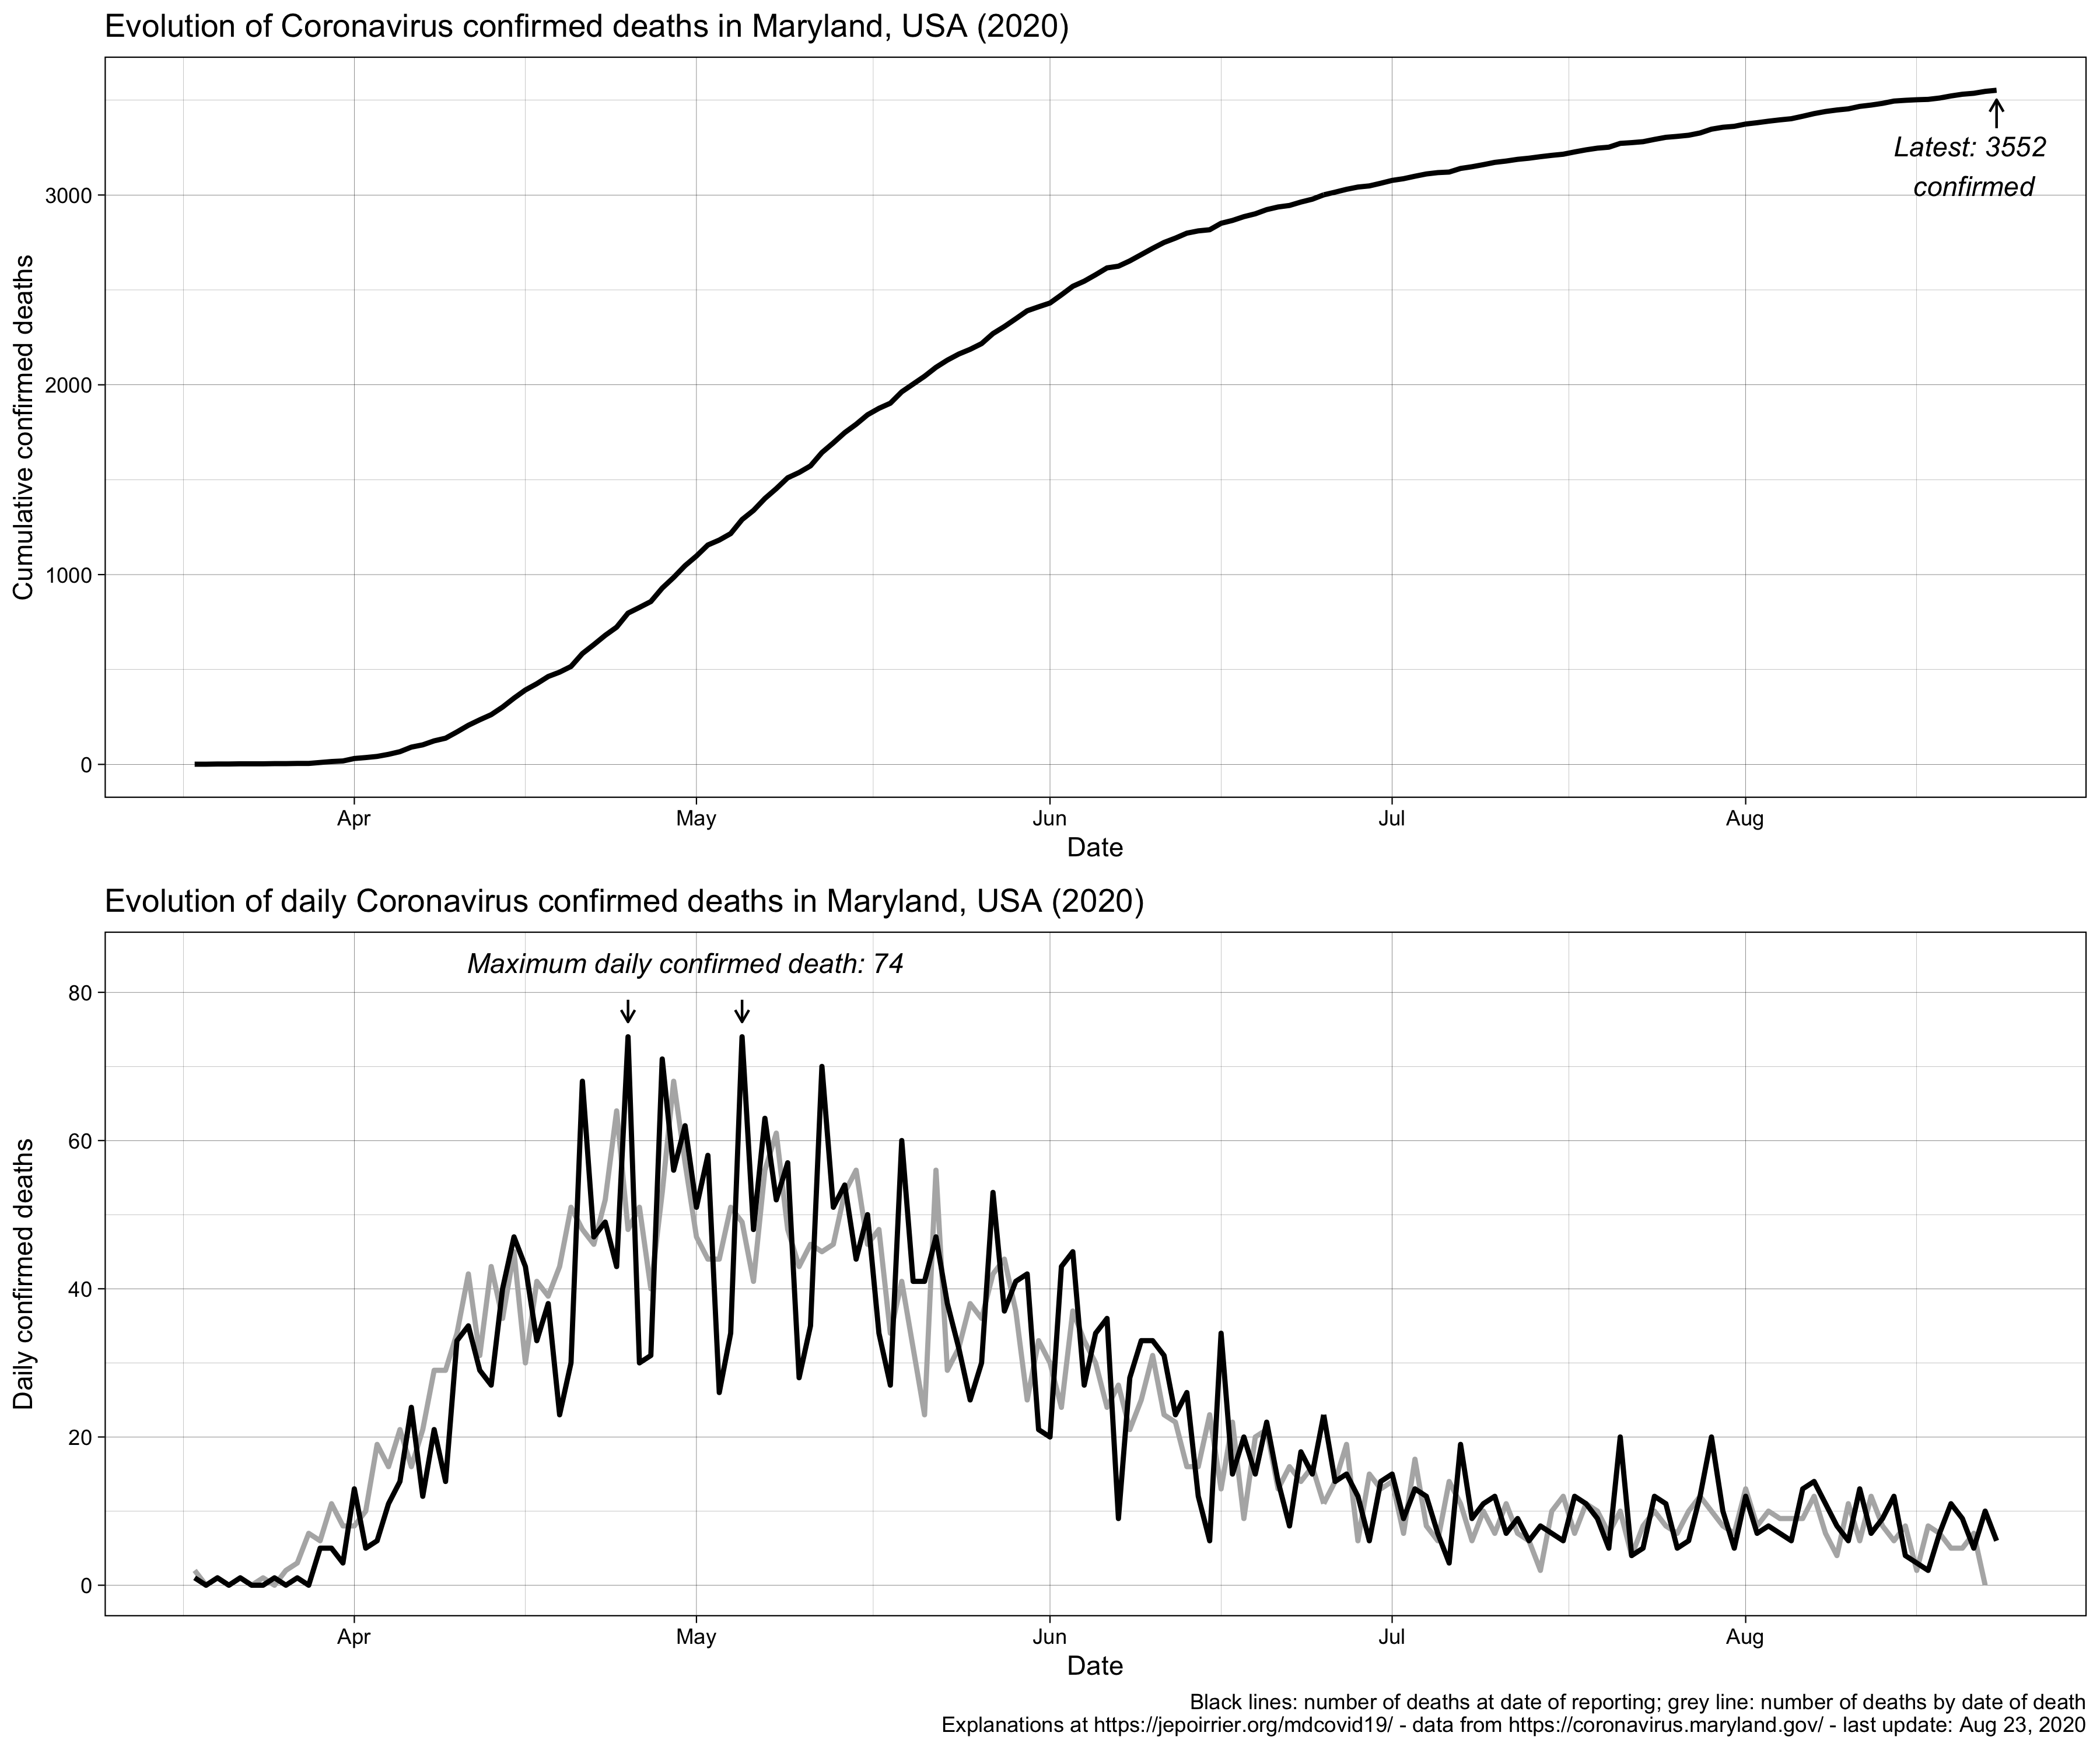 Evolution of Coronavirus confirmed deaths in Maryland, USA (2020)
Cumulative confirmed deaths
3000
2000
1000
0
Latest: 3552
confirmed
Apr
May
Jun
Jul
Aug
Date
Evolution of daily Coronavirus confirmed deaths in Maryland, USA (2020)
Daily confirmed deaths
Maximum daily confirmed death: 74
80
60
40
20
0
Apr
May
Jun
Jul
Aug
Date
Black lines: number of deaths at date of reporting; grey line: number of deaths by date of death
Explanations at https://jepoirrier.org/mdcovid19/ - data from https://coronavirus.maryland.gov/ - last update: Aug 23, 2020